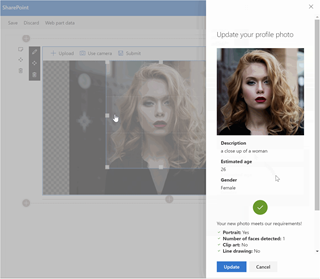 SharePoint
Save Discard Web part data
Upload Use camera Submit
Update your profile photo
Description
a close up of a woman
Estimated age
26
Gender
Female
Your new photo meets our requirements!
Portrait: Yes
Number of faces detected: 1
Clip art: No
Line drawing: No
Update Cancel